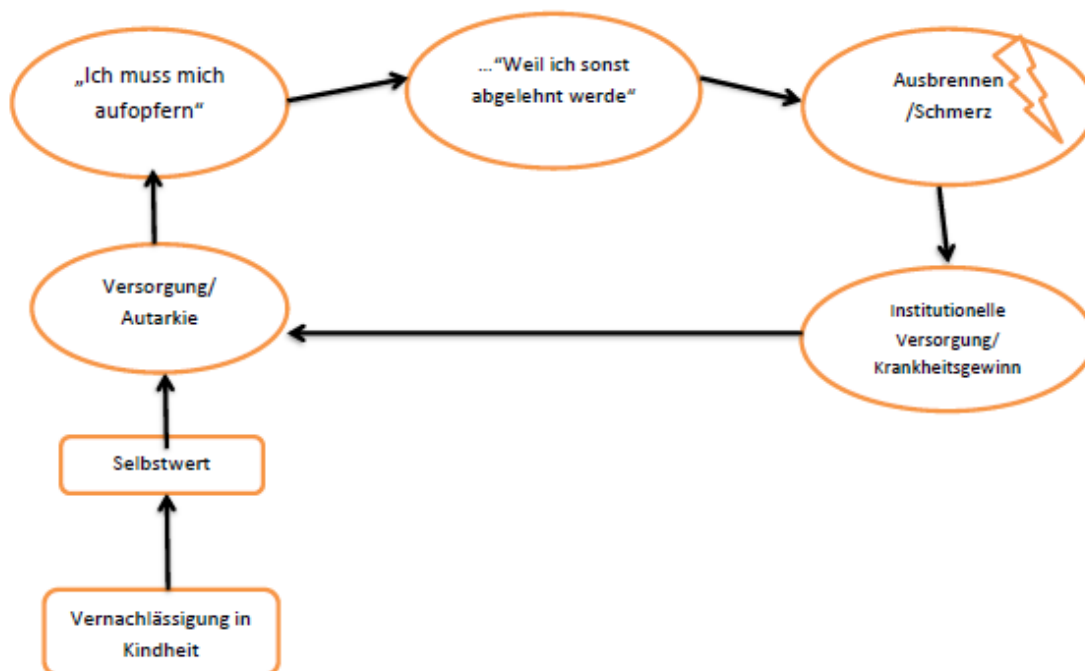 „Ich muss mich
aufopfern“
…“Weil ich sonst
abgelehnt werde“
Ausbrennen
/Schmerz
Versorgung/
Autarkie
Institutionelle
Versorgung/
Krankheitsgewinn
Selbstwert
Vernachlässigung in
Kindheit